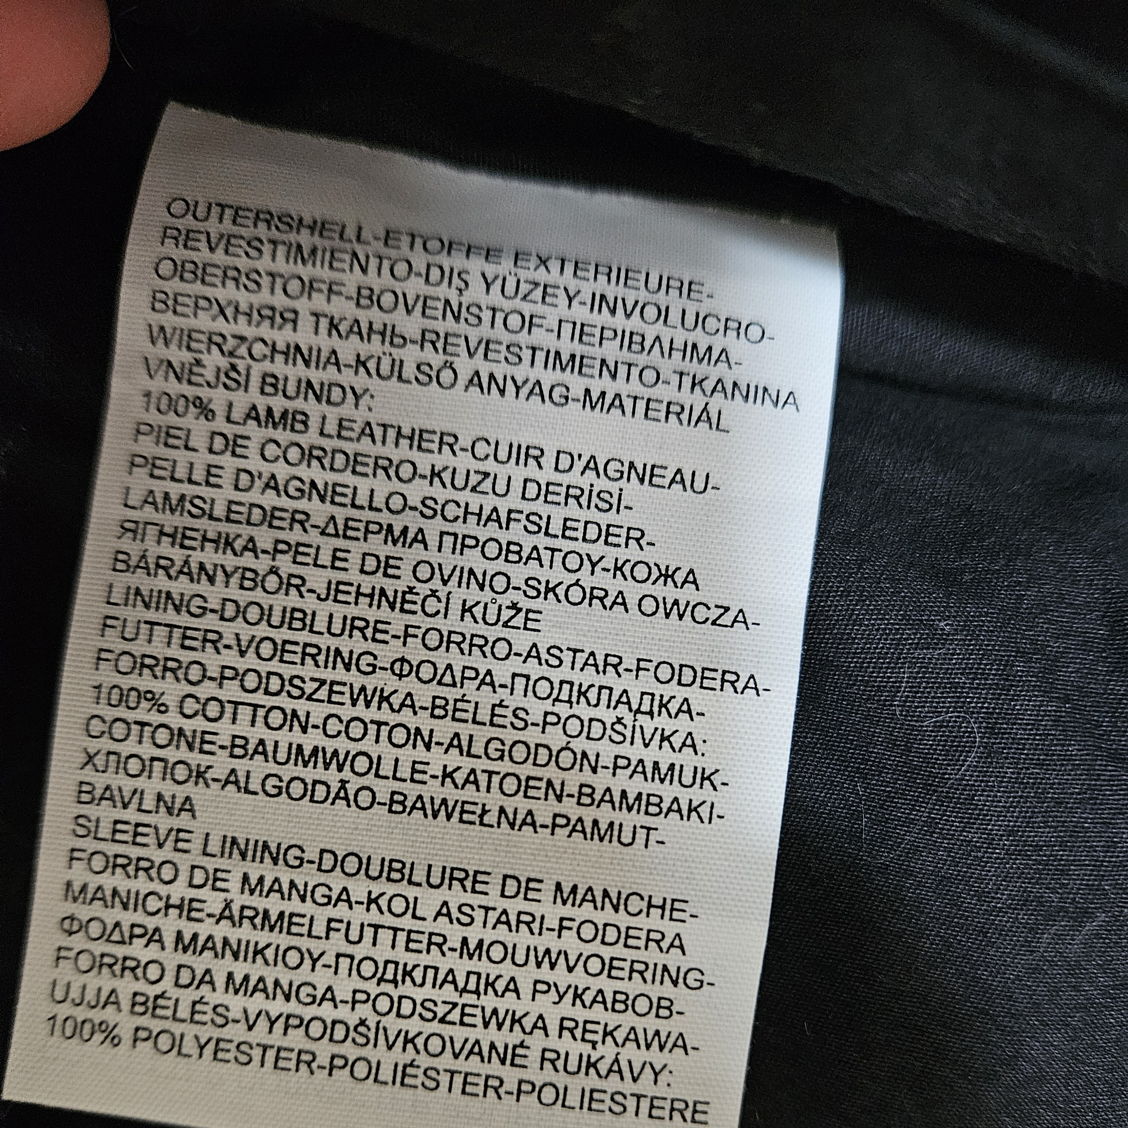 OUTERSHELL-ETOFFE EXTERIEURE-
REVESTIMIENTO-DIŞ YÜZEY-INVOLUCRO-
OBERSTOFF-BOVENSTOF-ΠΕΡΙΒΛΗΜΑ-
ВЕРХНЯЯ ТКАНЬ-REVESTIMENTO-TKANINA
WIERZCHNIA-KÜLSŐ ANYAG-MATERIÁL
VNĚJŠÍ BUNDY:
100% LAMB LEATHER-CUIR D'AGNEAU-
PIEL DE CORDERO-KUZU DERİSİ-
PELLE D'AGNELLO-SCHAFSLEDER-
LAMSLEDER-ΔΕΡΜΑ ΠΡΟΒΑΤΟΥ-КОЖА
ЯГНЕНКА-PELE DE OVINO-SKÓRA OWCZA-
BÁRÁNYBŐR-JEHNĚČÍ KŮŽE
LINING-DOUBLURE-FORRO-ASTAR-FODERA-
FUTTER-VOERING-ΦΟΔΡΑ-ПОДКЛАДКА-
FORRO-PODSZEWKA-BÉLÉS-PODŠÍVKA:
100% COTTON-COTON-ALGODÓN-PAMUK-
COTONE-BAUMWOLLE-KATOEN-BAMBAKI-
ХЛОПОК-ALGODÃO-BAWEŁNA-PAMUT-
BAVLNA
SLEEVE LINING-DOUBLURE DE MANCHE-
FORRO DE MANGA-KOL ASTARI-FODERA
MANICHE-ÄRMELFUTTER-MOUWVOERING-
ΦΟΔΡΑ ΜΑΝΙΚΙΟΥ-ПОДКЛАДКА РУКАВОВ-
FORRO DA MANGA-PODSZEWKA RĘKAWA-
UJJA BÉLÉS-VYPODŠÍVKOVANÉ RUKÁVY:
100% POLYESTER-POLIÉSTER-POLIESTERE